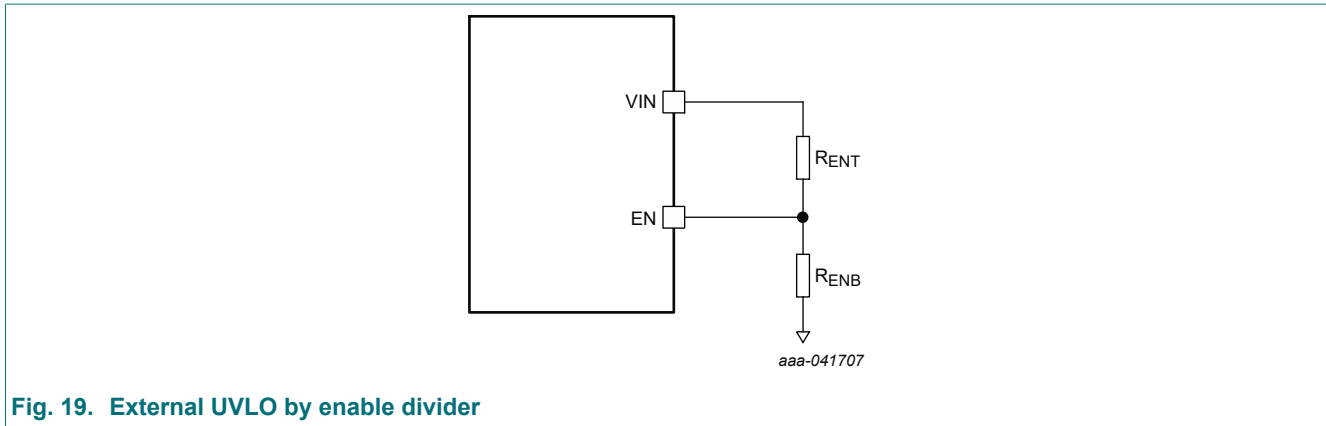 VIN
RENT
EN
RENB
aaa-041707
Fig. 19. External UVLO by enable divider